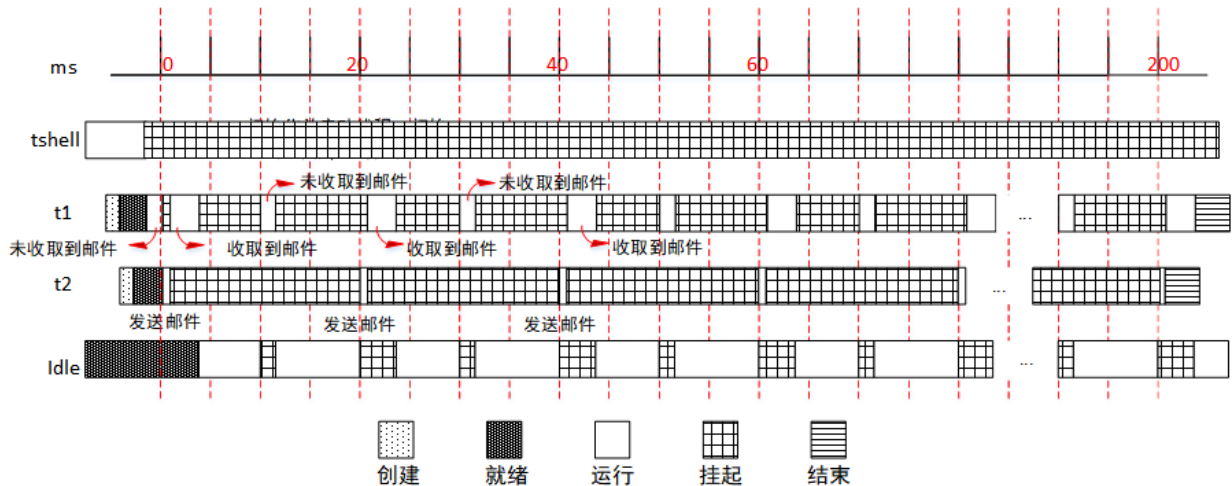 ms 0 20 40 60 200
tshell
未收取到邮件 未收取到邮件
t1 ...
未收取到邮件 收取到邮件 收取到邮件 收取到邮件
t2 ...
发送邮件 发送邮件 发送邮件
Idle ...
创建 就绪 运行 挂起 结束